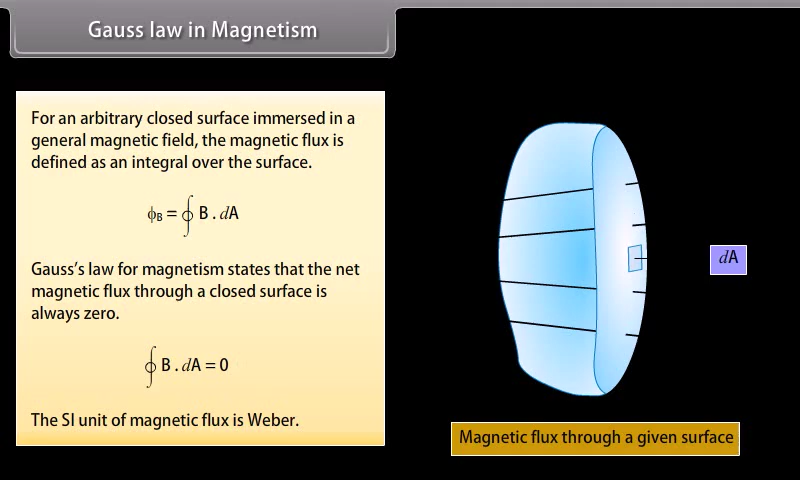 Gauss law in Magnetism
For an arbitrary closed surface immersed in a
general magnetic field, the magnetic flux is
defined as an integral over the surface.
ϕB = ∮ B . dA
Gauss's law for magnetism states that the net
magnetic flux through a closed surface is
always zero.
∮ B . dA = 0
The SI unit of magnetic flux is Weber.
dA
Magnetic flux through a given surface